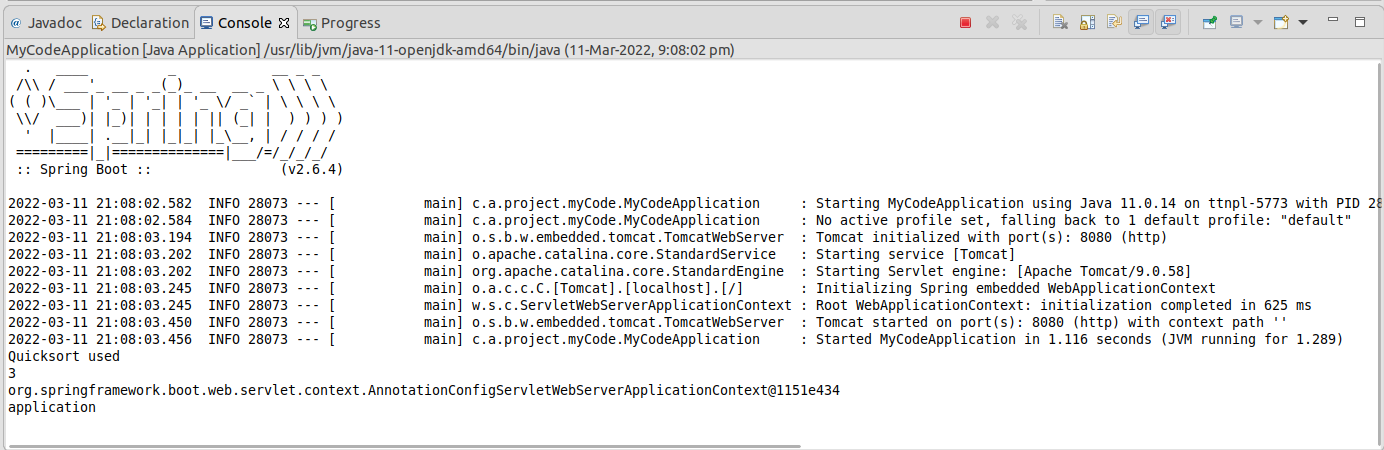 Javadoc Declaration Console Progress
MyCodeApplication [Java Application] /usr/lib/jvm/java-11-openjdk-amd64/bin/java (11-Mar-2022, 9:08:02 pm)
  .   ____          _            __ _ _
 /\\ / ___'_ __ _ _(_)_ __  __ _ \ \ \ \
( ( )\___ | '_ | '_| | '_ \/ _` | \ \ \ \
 \\/  ___)| |_)| | | | | || (_| |  ) ) ) )
  '  |____| .__|_| |_|_| |_\__, | / / / /
 =========|_|==============|___/=/_/_/_/
 :: Spring Boot ::                (v2.6.4)
2022-03-11 21:08:02.582  INFO 28073 --- [           main] c.a.project.myCode.MyCodeApplication     : Starting MyCodeApplication using Java 11.0.14 on ttnpl-5773 with PID 28
2022-03-11 21:08:02.584  INFO 28073 --- [           main] c.a.project.myCode.MyCodeApplication     : No active profile set, falling back to 1 default profile: "default"
2022-03-11 21:08:03.194  INFO 28073 --- [           main] o.s.b.w.embedded.tomcat.TomcatWebServer  : Tomcat initialized with port(s): 8080 (http)
2022-03-11 21:08:03.202  INFO 28073 --- [           main] o.apache.catalina.core.StandardService   : Starting service [Tomcat]
2022-03-11 21:08:03.202  INFO 28073 --- [           main] org.apache.catalina.core.StandardEngine  : Starting Servlet engine: [Apache Tomcat/9.0.58]
2022-03-11 21:08:03.245  INFO 28073 --- [           main] o.a.c.c.C.[Tomcat].[localhost].[/]       : Initializing Spring embedded WebApplicationContext
2022-03-11 21:08:03.245  INFO 28073 --- [           main] w.s.c.ServletWebServerApplicationContext : Root WebApplicationContext: initialization completed in 625 ms
2022-03-11 21:08:03.450  INFO 28073 --- [           main] o.s.b.w.embedded.tomcat.TomcatWebServer  : Tomcat started on port(s): 8080 (http) with context path ''
2022-03-11 21:08:03.456  INFO 28073 --- [           main] c.a.project.myCode.MyCodeApplication     : Started MyCodeApplication in 1.116 seconds (JVM running for 1.289)
Quicksort used
3
org.springframework.boot.web.servlet.context.AnnotationConfigServletWebServerApplicationContext@1151e434
application